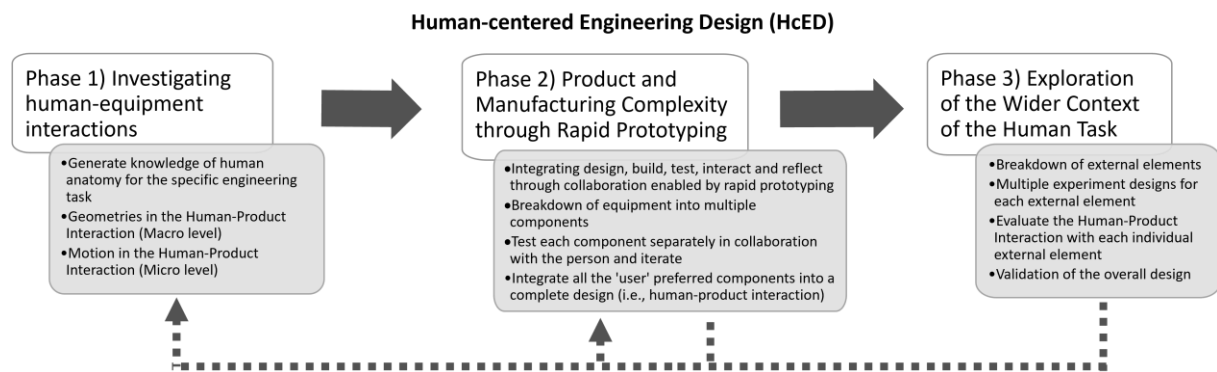 Human-centered Engineering Design (HcED)
Phase 1) Investigating
human-equipment
interactions
•Generate knowledge of human
anatomy for the specific engineering
task
•Geometries in the Human-Product
Interaction (Macro level)
•Motion in the Human-Product
Interaction (Micro level)
Phase 2) Product and
Manufacturing Complexity
through Rapid Prototyping
•Integrating design, build, test, interact and reflect
through collaboration enabled by rapid prototyping
•Breakdown of equipment into multiple
components
•Test each component separately in collaboration
with the person and iterate
•Integrate all the 'user' preferred components into a
complete design (i.e., human-product interaction)
Phase 3) Exploration
of the Wider Context
of the Human Task
•Breakdown of external elements
•Multiple experiment designs for
each external element
•Evaluate the Human-Product
Interaction with each individual
external element
•Validation of the overall design